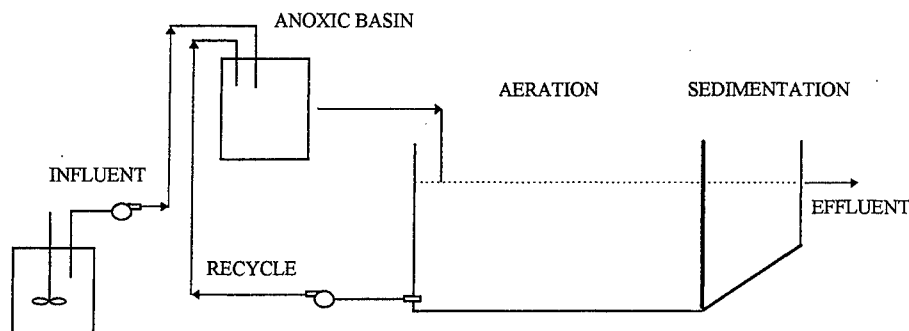 ANOXIC BASIN
AERATION
SEDIMENTATION
INFLUENT
EFFLUENT
RECYCLE